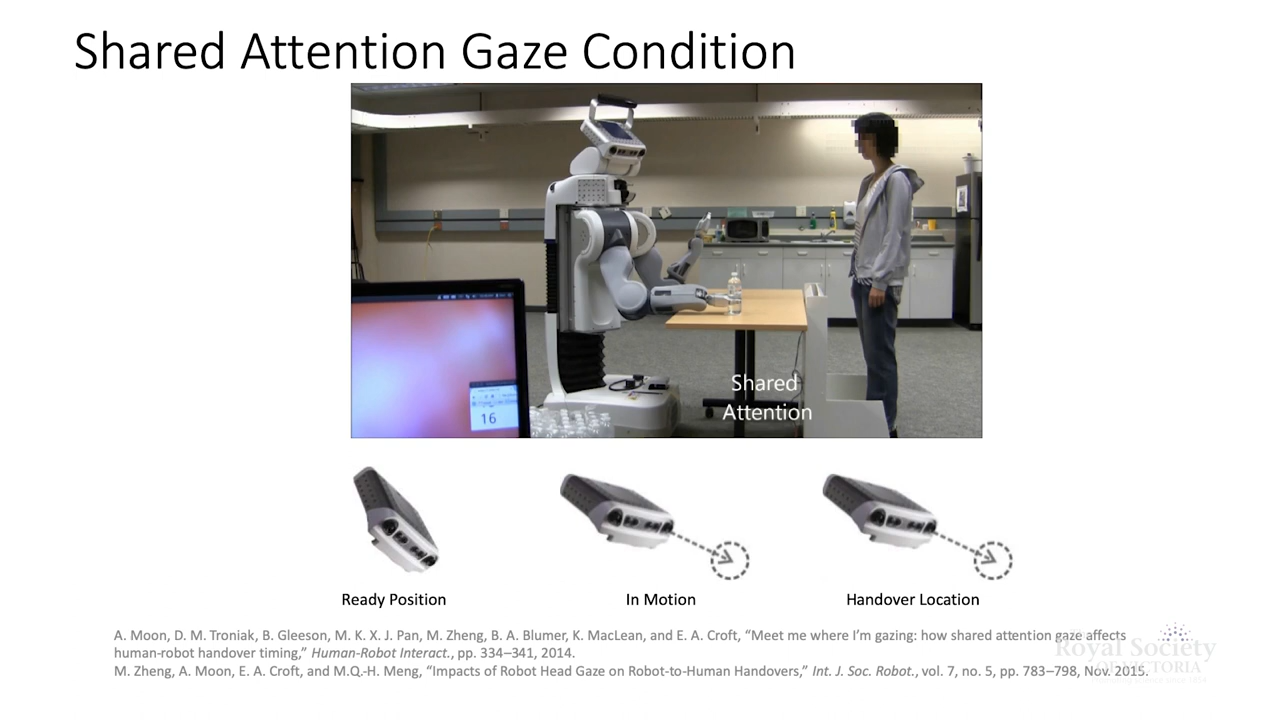 Shared Attention Gaze Condition
16
Shared
Attention
Ready Position
In Motion
Handover Location
A. Moon, D. M. Troniak, B. Gleeson, M. K. X. J. Pan, M. Zheng, B. A. Blumer, K. MacLean, and E. A. Croft, “Meet me where I’m gazing: how shared attention gaze affects
human-robot handover timing,” Human-Robot Interact., pp. 334–341, 2014.
M. Zheng, A. Moon, E. A. Croft, and M.Q.-H. Meng, “Impacts of Robot Head Gaze on Robot-to-Human Handovers,” Int. J. Soc. Robot., vol. 7, no. 5, pp. 783–798, Nov. 2015.
Royal Society
OF VICTORIA